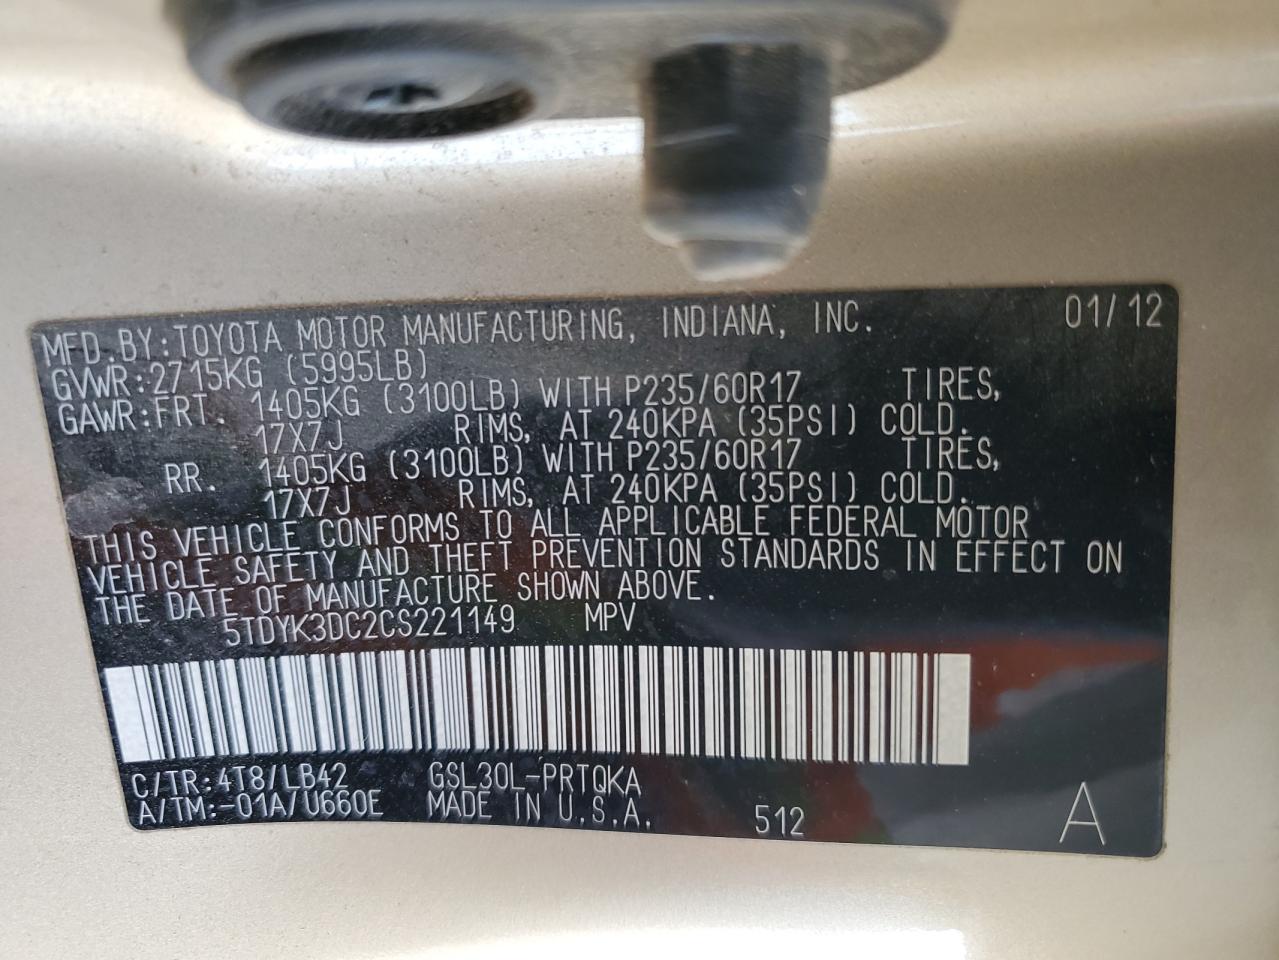 MFD. BY: TOYOTA MOTOR MANUFACTURING, INDIANA, INC. 01/12
GVWR: 2715KG (5995LB)
GAWR: FRT. 1405KG (3100LB) WITH P235/60R17 TIRES,
17X7J RIMS, AT 240KPA (35PSI) COLD.
RR. 1405KG (3100LB) WITH P235/60R17 TIRES,
17X7J RIMS, AT 240KPA (35PSI) COLD.
THIS VEHICLE CONFORMS TO ALL APPLICABLE FEDERAL MOTOR
VEHICLE SAFETY AND THEFT PREVENTION STANDARDS IN EFFECT ON
THE DATE OF MANUFACTURE SHOWN ABOVE.
5TDYK3DC2CS221149 MPV
C/TR: 4T8/LB42 GSL30L-PRTQKA
A/TM: -01A/U660E MADE IN U.S.A. 512 A